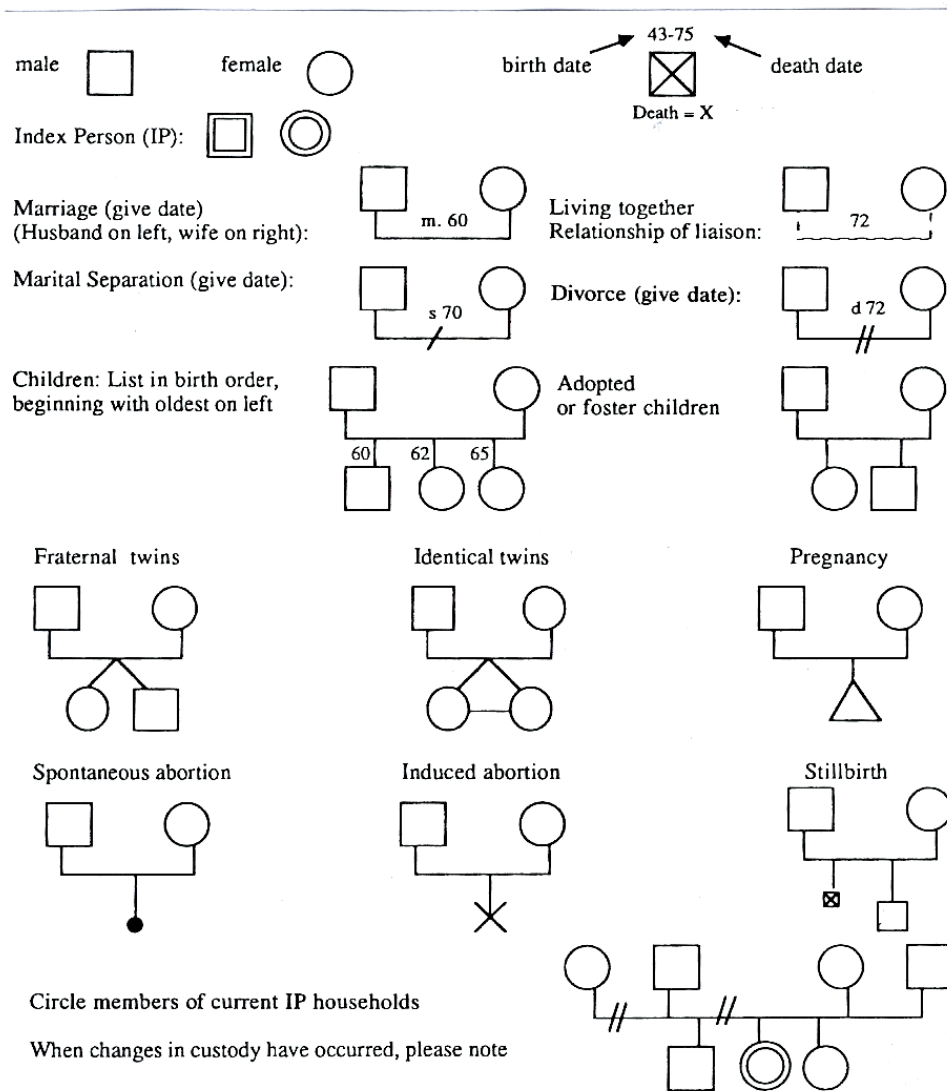 43-75
male
female
birth date
death date
Death = X
Index Person (IP):
Marriage (give date)
(Husband on left, wife on right):
m. 60
Living together
Relationship of liaison:
72
Marital Separation (give date):
s 70
Divorce (give date):
d 72
Children: List in birth order,
beginning with oldest on left
60
62
65
Adopted
or foster children
Fraternal twins
Identical twins
Pregnancy
Spontaneous abortion
Induced abortion
Stillbirth
Circle members of current IP households
When changes in custody have occurred, please note